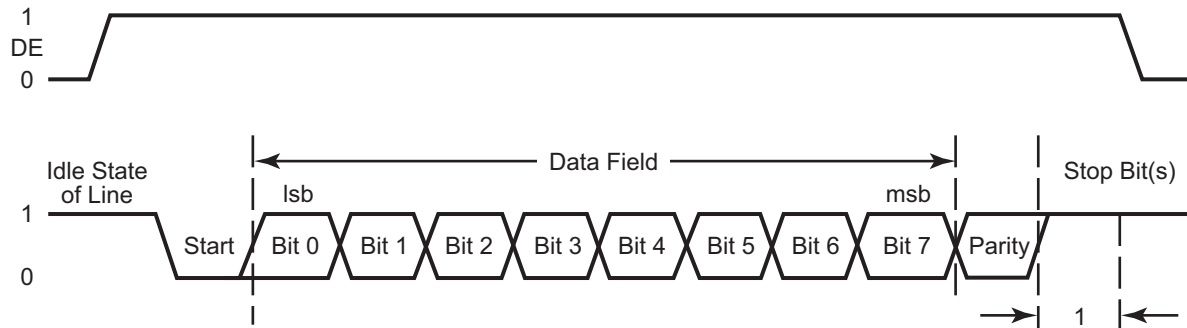 1
DE
0
Data Field
Idle State
of Line
Stop Bit(s)
lsb
msb
1
Start
Bit 0
Bit 1
Bit 2
Bit 3
Bit 4
Bit 5
Bit 6
Bit 7
Parity
0
1